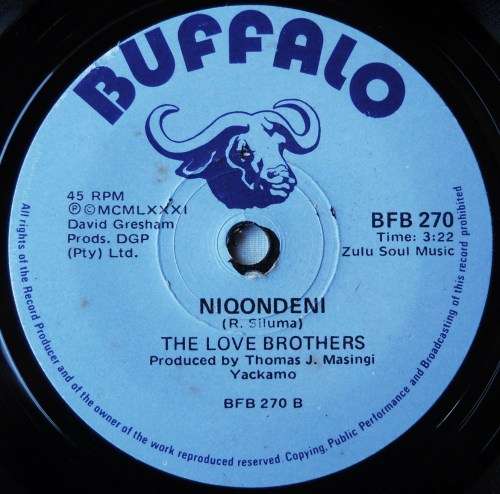 BUFFALO
45 RPM
℗©MCMLXXXI
David Gresham
Prods. DGP
(Pty) Ltd.
BFB 270
Time: 3:22
Zulu Soul Music
NIQONDENI
(R. Siluma)
THE LOVE BROTHERS
Produced by Thomas J. Masingi
Yackamo
BFB 270 B
All rights of the Record Producer and of the owner of the work reproduced reserved. Copying, Public Performance and Broadcasting of this record prohibited